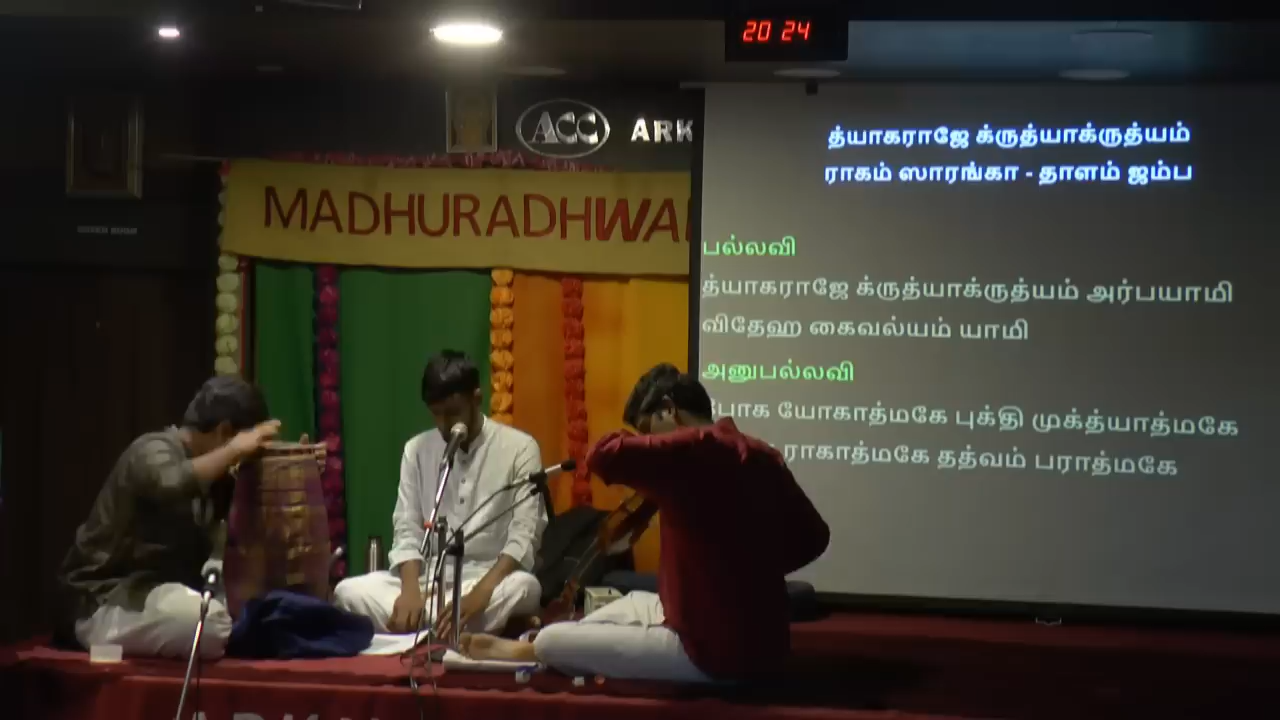 20 24
ACC ARK
MADHURADHWA
த்யாகராஜே க்ருத்யாக்ருத்யம்
ராகம் ஸாரங்கா - தாளம் ஜம்ப
பல்லவி
த்யாகராஜே க்ருத்யாக்ருத்யம் அர்பயாமி
விதேஹ கைவல்யம் யாமி
அனுபல்லவி
போக யோகாத்மகே புக்தி முக்த்யாத்மகே
ராகாத்மகே தத்வம் பராத்மகே